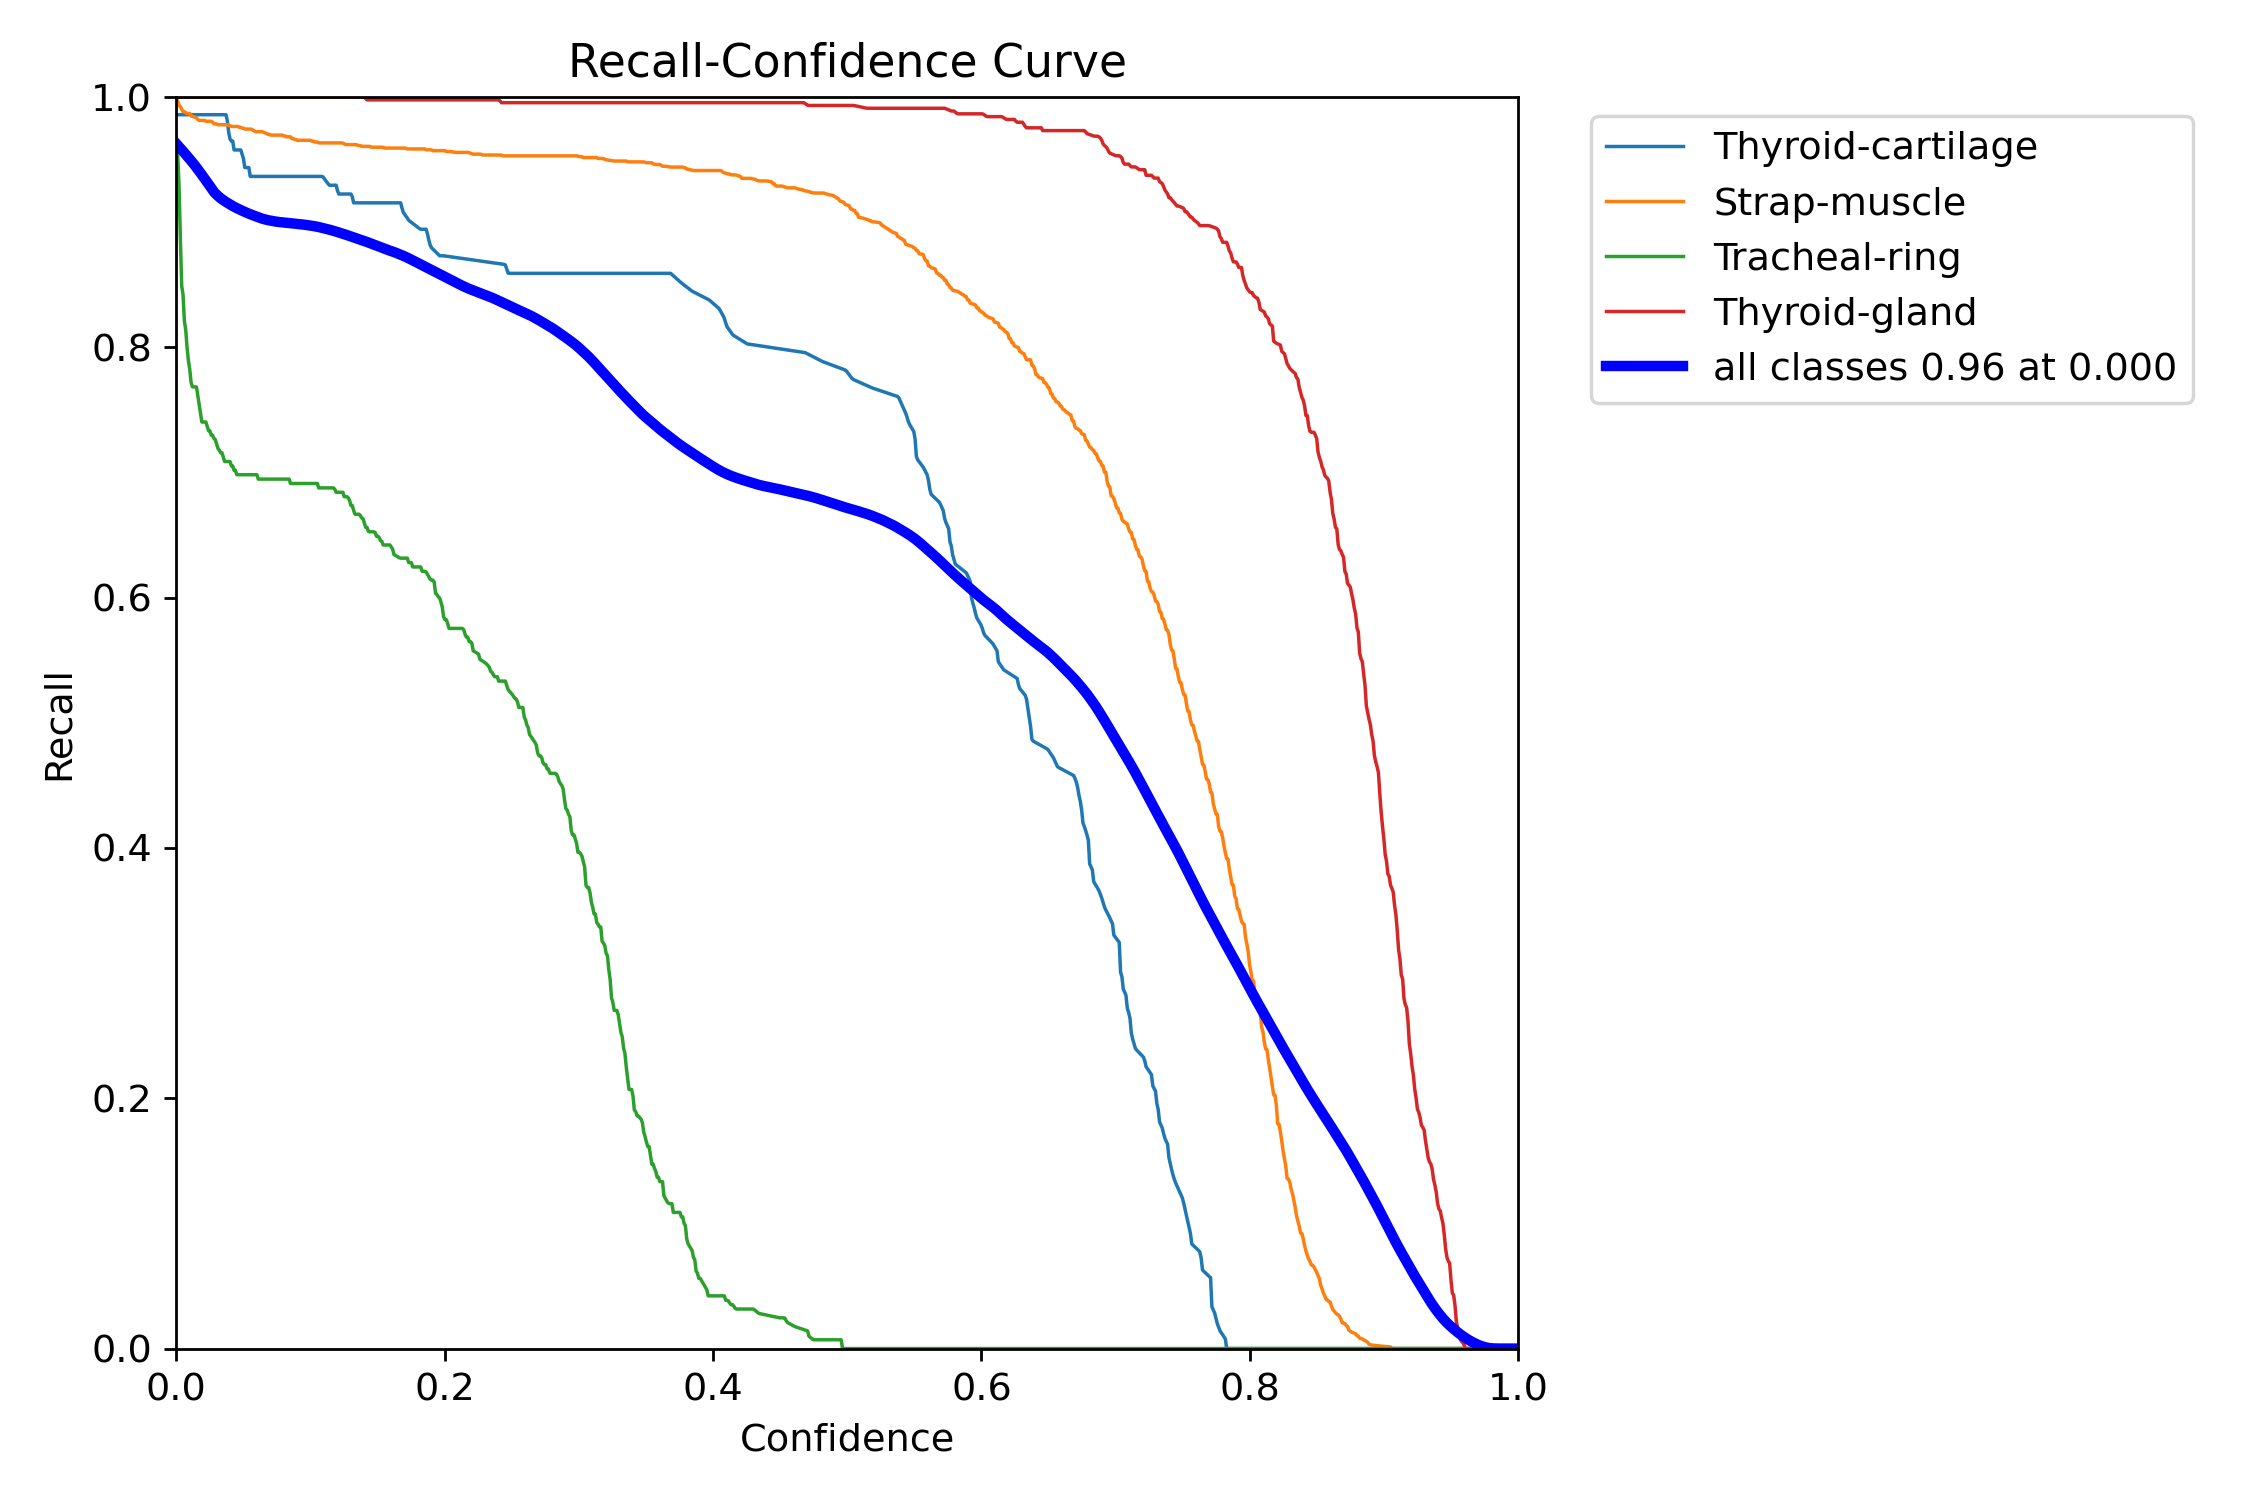 Recall-Confidence Curve
1.0
0.8
0.6
0.4
0.2
0.0
Recall
0.0 0.2 0.4 0.6 0.8 1.0
Confidence
Thyroid-cartilage
Strap-muscle
Tracheal-ring
Thyroid-gland
all classes 0.96 at 0.000